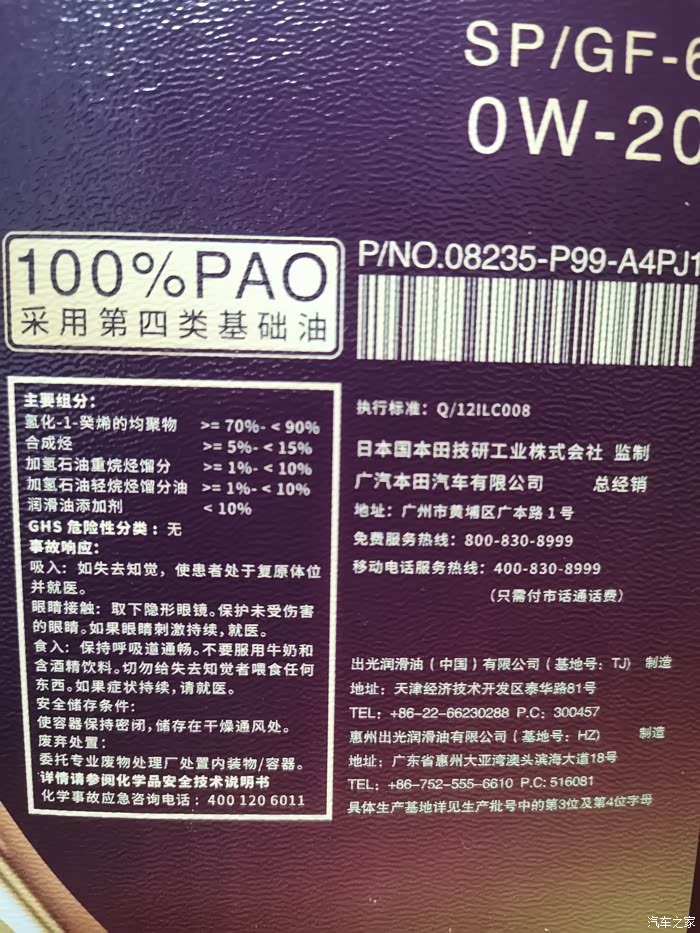 SP/GF-6
0W-20
100%PAO
采用第四类基础油
P/NO.08235-P99-A4PJ1
主要组分：
氢化-1-癸烯的均聚物 >= 70%- < 90%
合成烃 >= 5%- < 15%
加氢石油重烷烃馏分 >= 1%- < 10%
加氢石油轻烷烃馏分油 >= 1%- < 10%
润滑油添加剂 < 10%
GHS 危险性分类：无
事故响应：
吸入：如失去知觉，使患者处于复原体位
并就医。
眼睛接触：取下隐形眼镜。保护未受伤害
的眼睛。如果眼睛刺激持续，就医。
食入：保持呼吸道通畅。不要服用牛奶和
含酒精饮料。切勿给失去知觉者喂食任何
东西。如果症状持续，请就医。
安全储存条件：
使容器保持密闭，储存在干燥通风处。
废弃处置：
委托专业废物处理厂处置内装物/容器。
详情请参阅化学品安全技术说明书
化学事故应急咨询电话：400 120 6011
执行标准：Q/12ILC008
日本国本田技研工业株式会社 监制
广汽本田汽车有限公司 总经销
地址：广州市黄埔区广本路1号
免费服务热线：800-830-8999
移动电话服务热线：400-830-8999
（只需付市话通话费）
出光润滑油（中国）有限公司（基地号：TJ） 制造
地址：天津经济技术开发区泰华路81号
TEL：+86-22-66230288 P.C：300457
惠州出光润滑油有限公司（基地号：HZ） 制造
地址：广东省惠州大亚湾澳头滨海大道18号
TEL：+86-752-555-6610 P.C：516081
具体生产基地详见生产批号中的第3位及第4位字母
汽车之家